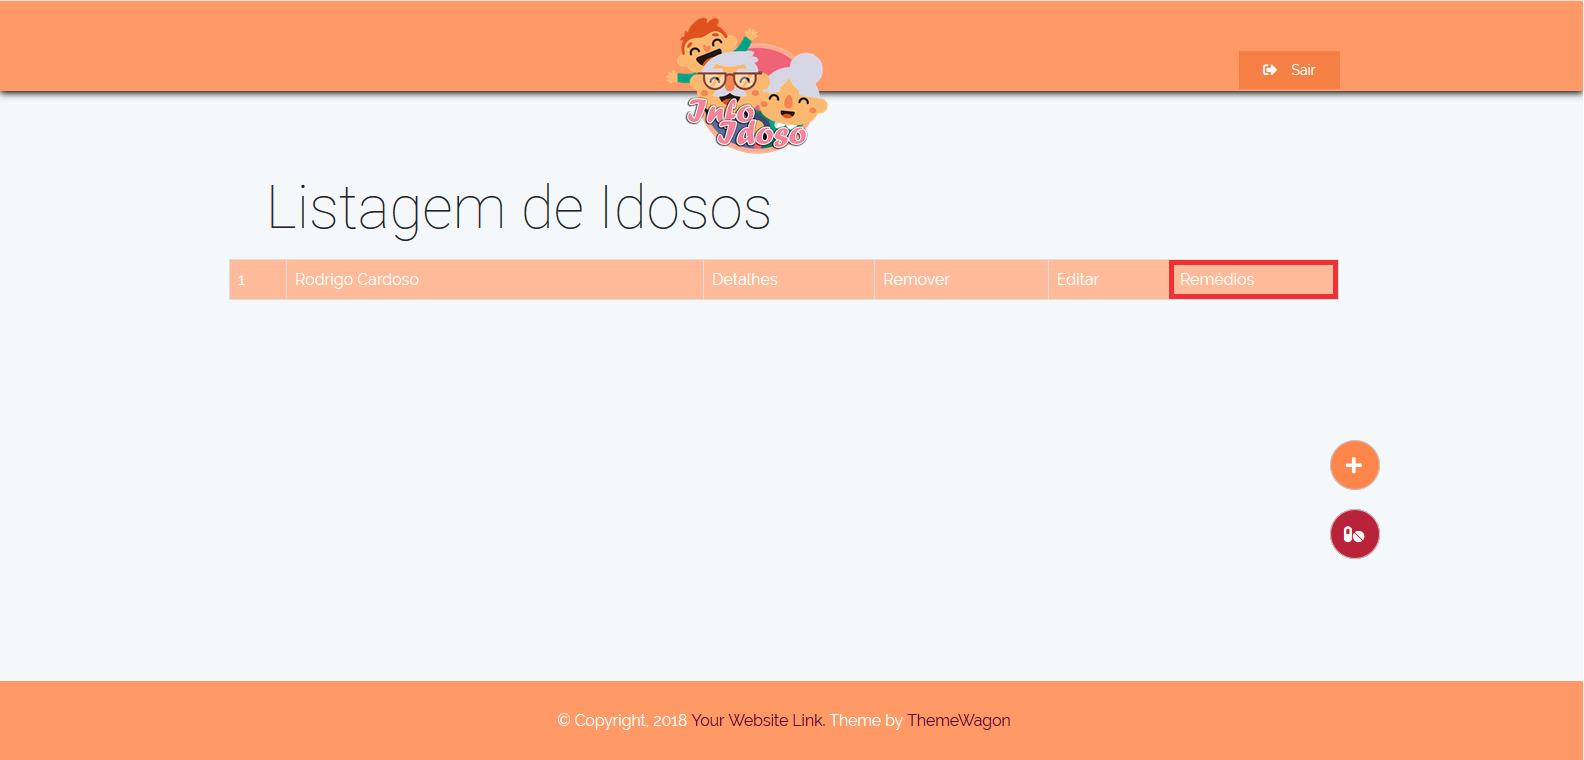 Info
Idoso
Sair
Listagem de Idosos
1 Rodrigo Cardoso Detalhes Remover Editar Remédios
© Copyright, 2018 Your Website Link. Theme by ThemeWagon